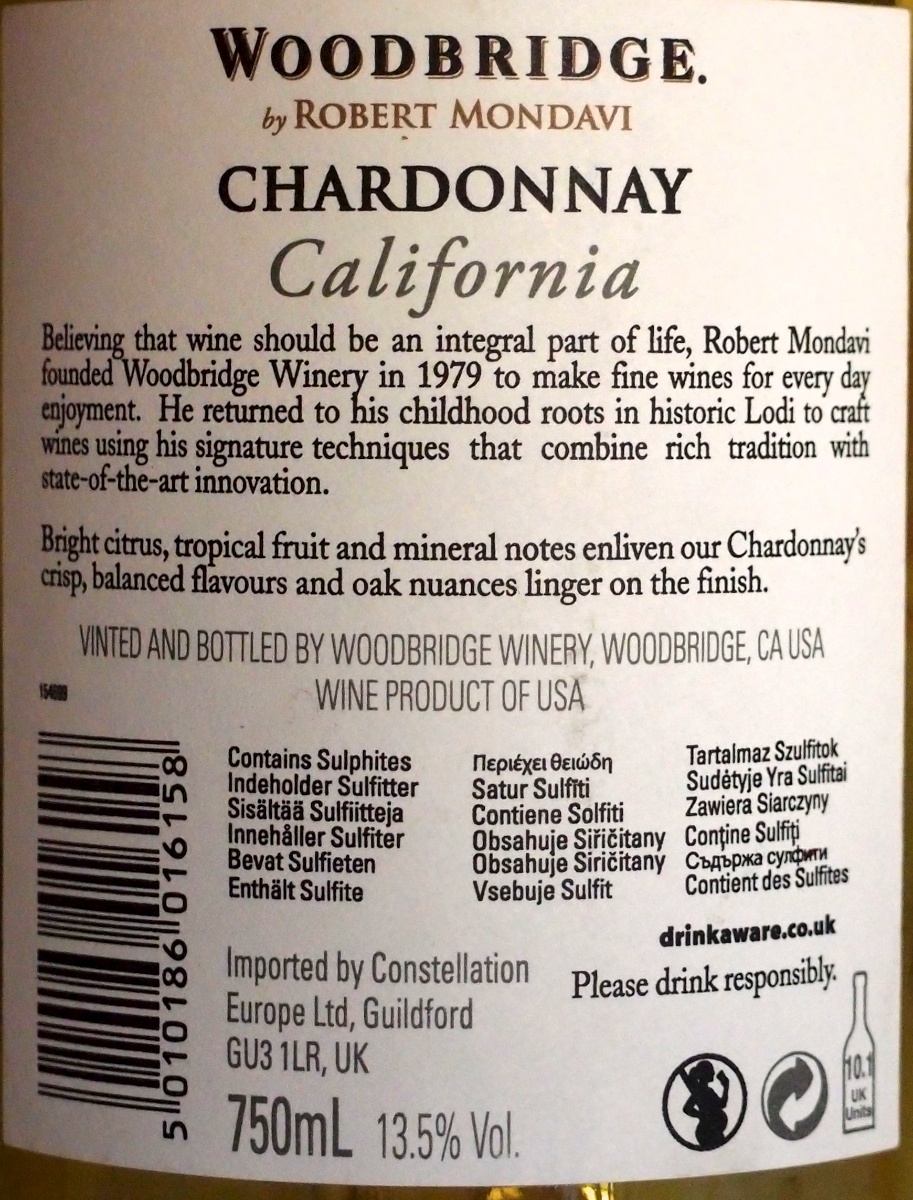 WOODBRIDGE.
by ROBERT MONDAVI
CHARDONNAY
California
Believing that wine should be an integral part of life, Robert Mondavi
founded Woodbridge Winery in 1979 to make fine wines for every day
enjoyment. He returned to his childhood roots in historic Lodi to craft
wines using his signature techniques that combine rich tradition with
state-of-the-art innovation.
Bright citrus, tropical fruit and mineral notes enliven our Chardonnay's
crisp, balanced flavours and oak nuances linger on the finish.
VINTED AND BOTTLED BY WOODBRIDGE WINERY, WOODBRIDGE, CA USA
WINE PRODUCT OF USA
Contains Sulphites
Indeholder Sulfitter
Sisältää Sulfiitteja
Innehåller Sulfiter
Bevat Sulfieten
Enthält Sulfite
Περιέχει θειώδη
Satur Sulfīti
Contiene Solfiti
Obsahuje Siřičitany
Obsahuje Siričitany
Vsebuje Sulfit
Tartalmaz Szulfitok
Sudėtyje Yra Sulfitai
Zawiera Siarczyny
Conţine Sulfiţi
Съдържа сулфити
Contient des Sulfites
5 010186 016158
drinkaware.co.uk
Please drink responsibly.
Imported by Constellation
Europe Ltd, Guildford
GU3 1LR, UK
750mL 13.5% Vol.
10.1
UK
Units